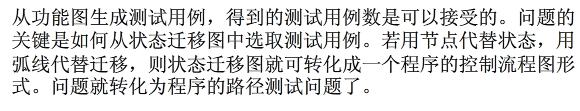 从功能图生成测试用例，得到的测试用例数是可以接受的。问题的
关键是如何从状态迁移图中选取测试用例。若用节点代替状态，用
弧线代替迁移，则状态迁移图就可转化成一个程序的控制流程图形
式。问题就转化为程序的路径测试问题了。